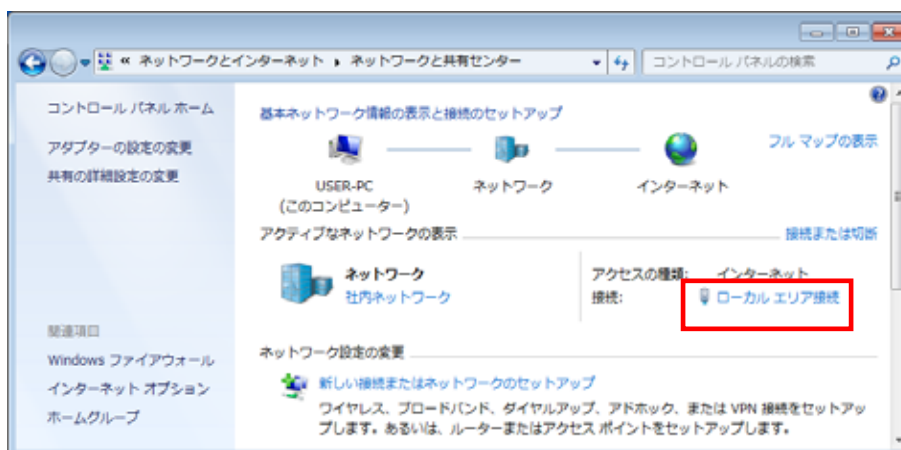 « ネットワークとインターネット ▸ ネットワークと共有センター
コントロール パネルの検索
コントロール パネル ホーム
アダプターの設定の変更
共有の詳細設定の変更
関連項目
Windows ファイアウォール
インターネット オプション
ホームグループ
基本ネットワーク情報の表示と接続のセットアップ
フル マップの表示
USER-PC
(このコンピューター)
ネットワーク
インターネット
アクティブなネットワークの表示
接続または切断
ネットワーク
社内ネットワーク
アクセスの種類: インターネット
接続: ローカル エリア接続
ネットワーク設定の変更
新しい接続またはネットワークのセットアップ
ワイヤレス、ブロードバンド、ダイヤルアップ、アドホック、または VPN 接続をセットアッ
プします。あるいは、ルーターまたはアクセス ポイントをセットアップします。